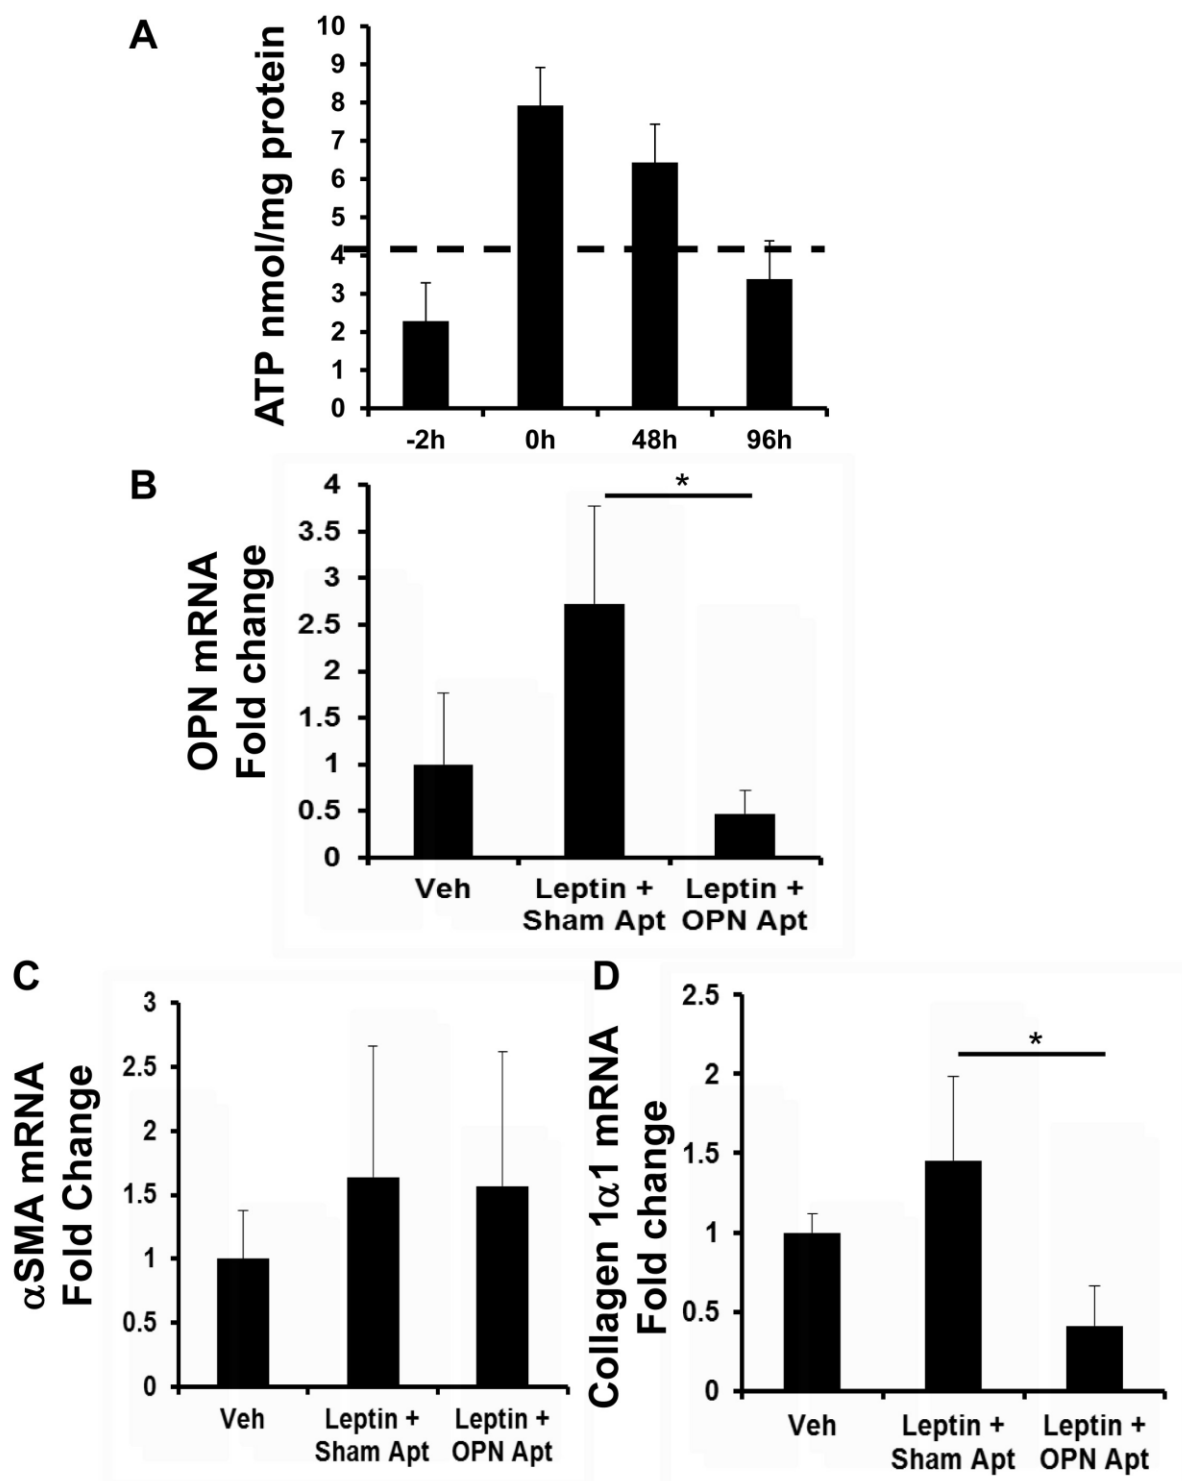 A
ATP nmol/mg protein
10
9
8
7
6
5
4
3
2
1
0
-2h 0h 48h 96h
B
OPN mRNA
Fold change
4
3.5
3
2.5
2
1.5
1
0.5
0
*
Veh Leptin + Leptin +
Sham Apt OPN Apt
C
αSMA mRNA
Fold Change
3
2.5
2
1.5
1
0.5
0
Veh Leptin + Leptin +
Sham Apt OPN Apt
D
Collagen 1α1 mRNA
Fold change
2.5
2
1.5
1
0.5
0
*
Veh Leptin + Leptin +
Sham Apt OPN Apt